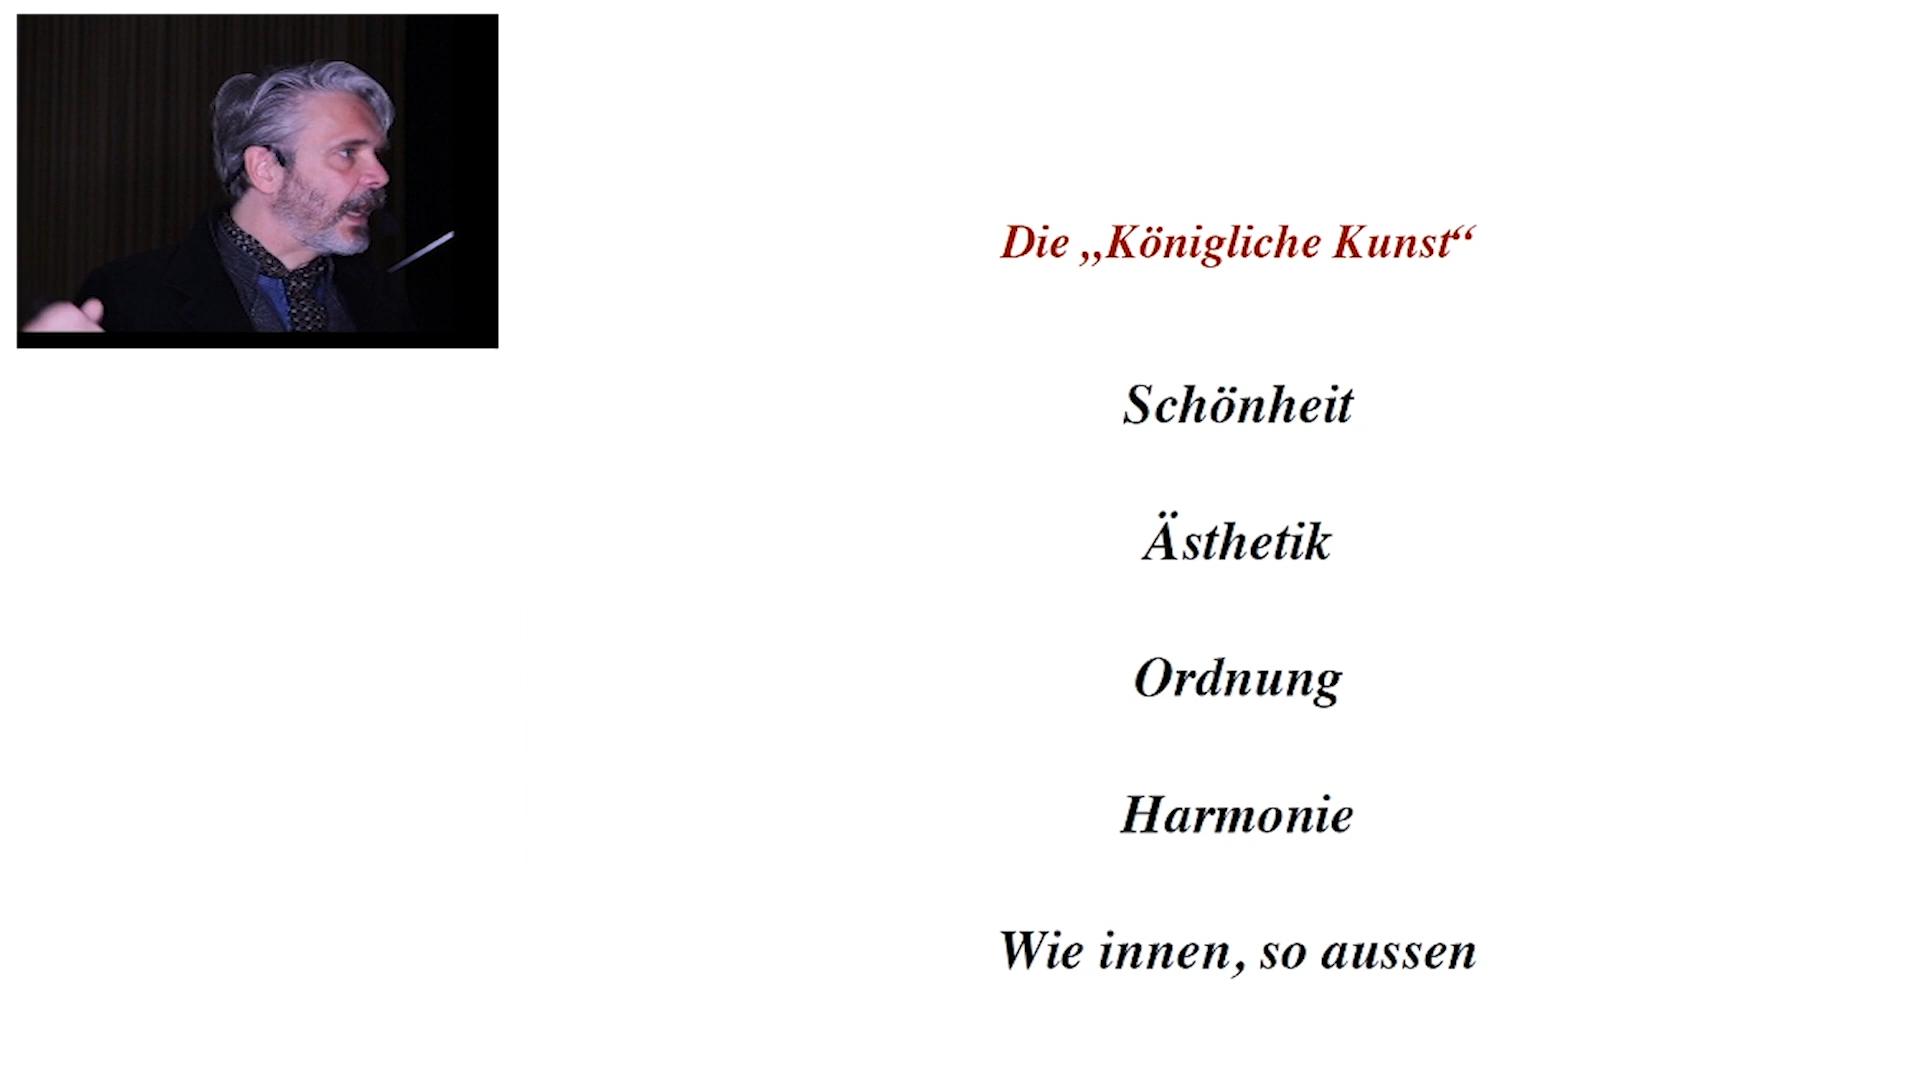 Die „Königliche Kunst“
Schönheit
Ästhetik
Ordnung
Harmonie
Wie innen, so aussen